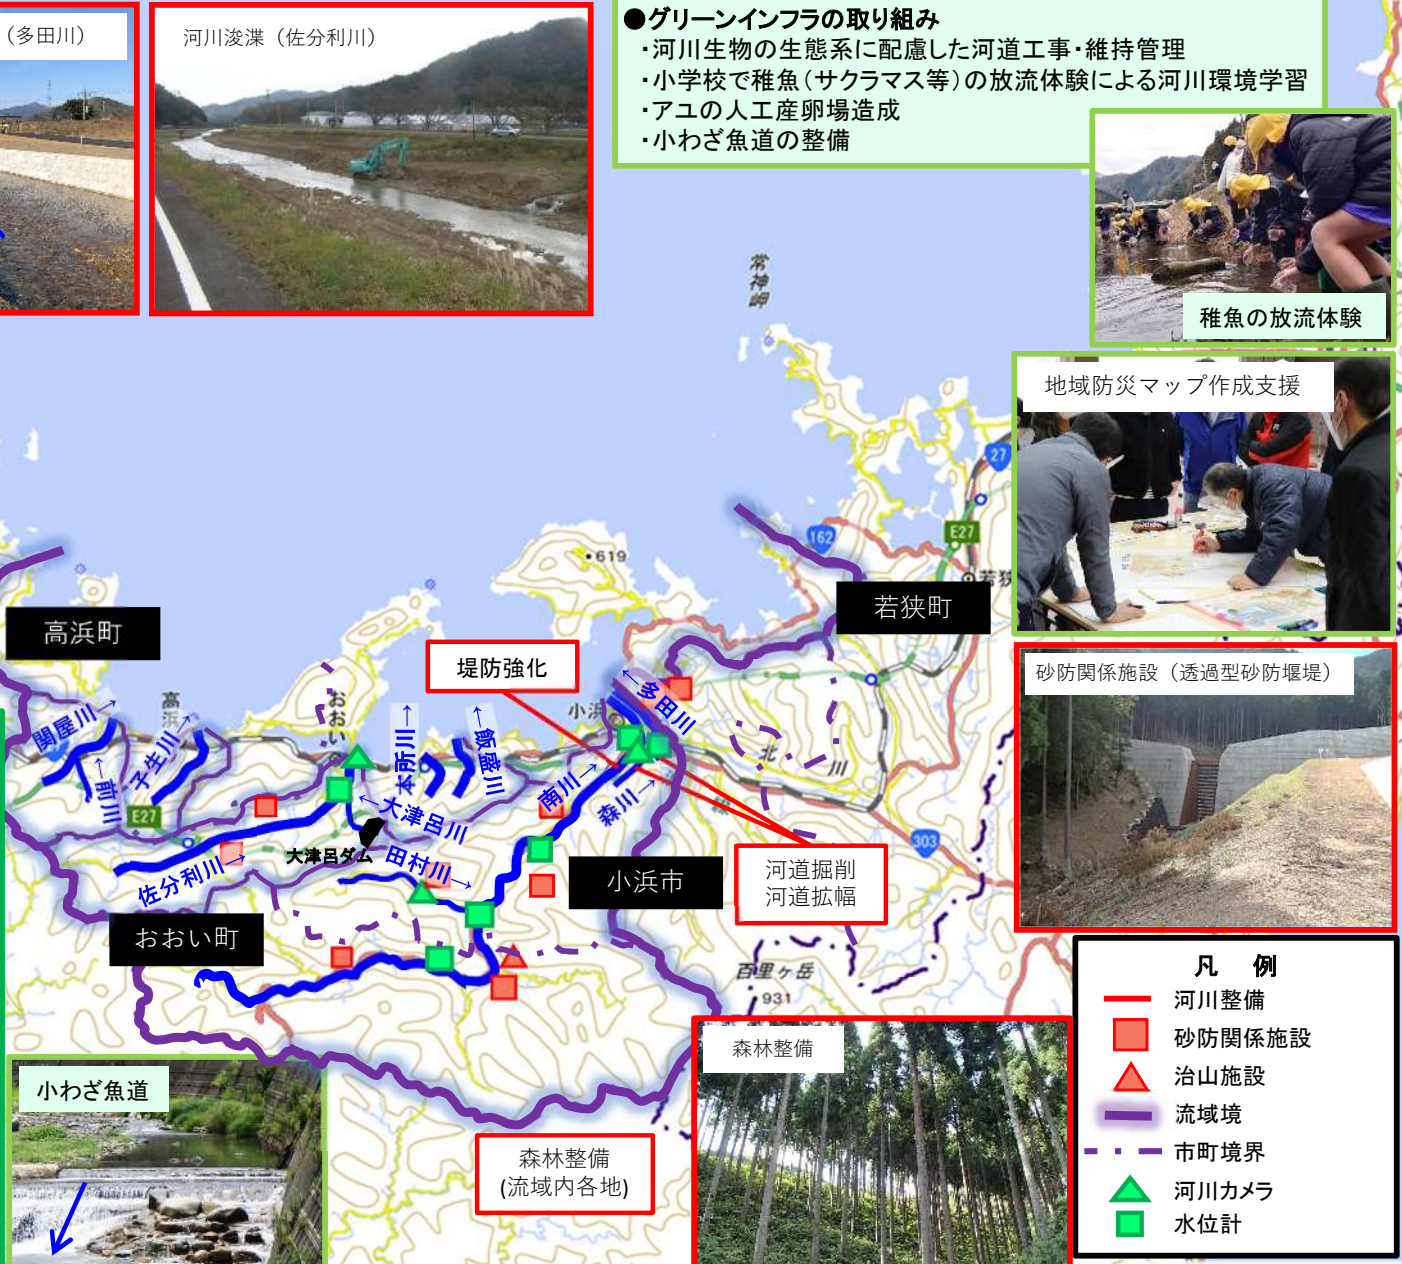 （多田川）
河川浚渫（佐分利川）
●グリーンインフラの取り組み
・河川生物の生態系に配慮した河道工事・維持管理
・小学校で稚魚（サクラマス等）の放流体験による河川環境学習
・アユの人工産卵場造成
・小わざ魚道の整備
稚魚の放流体験
常神岬
地域防災マップ作成支援
27
162
E27
・619
若狭
若狭町
高浜町
堤防強化
砂防関係施設（透過型砂防堰堤）
高浜
おおい
小浜
←多田川
関屋川→
←前川
子生川→
本所川→
←飯盛川
南川→
森川→
北川
E27
←大津呂川
大津呂ダム
田村川→
佐分利川→
303
河道掘削
河道拡幅
小浜市
おおい町
百里ヶ岳
931
小わざ魚道
森林整備
(流域内各地)
森林整備
凡 例
河川整備
砂防関係施設
治山施設
流域境
市町境界
河川カメラ
水位計